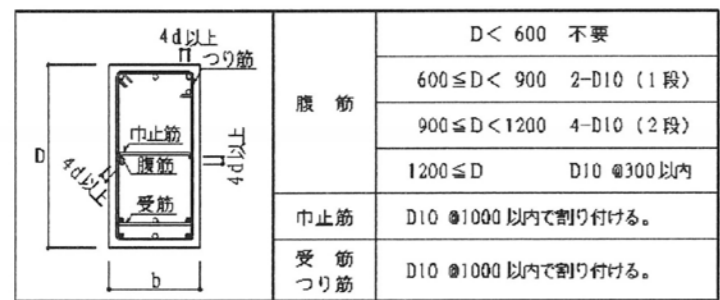 4d以上
つり筋
巾止筋
D
腹筋
4d以上
4d以上
受筋
b
腹 筋
D< 600 不要
600≦D< 900 2-D10 (1段)
900≦D<1200 4-D10 (2段)
1200≦D D10 @300以内
巾止筋
D10 @1000以内で割り付ける。
受 筋
つり筋
D10 @1000以内で割り付ける。